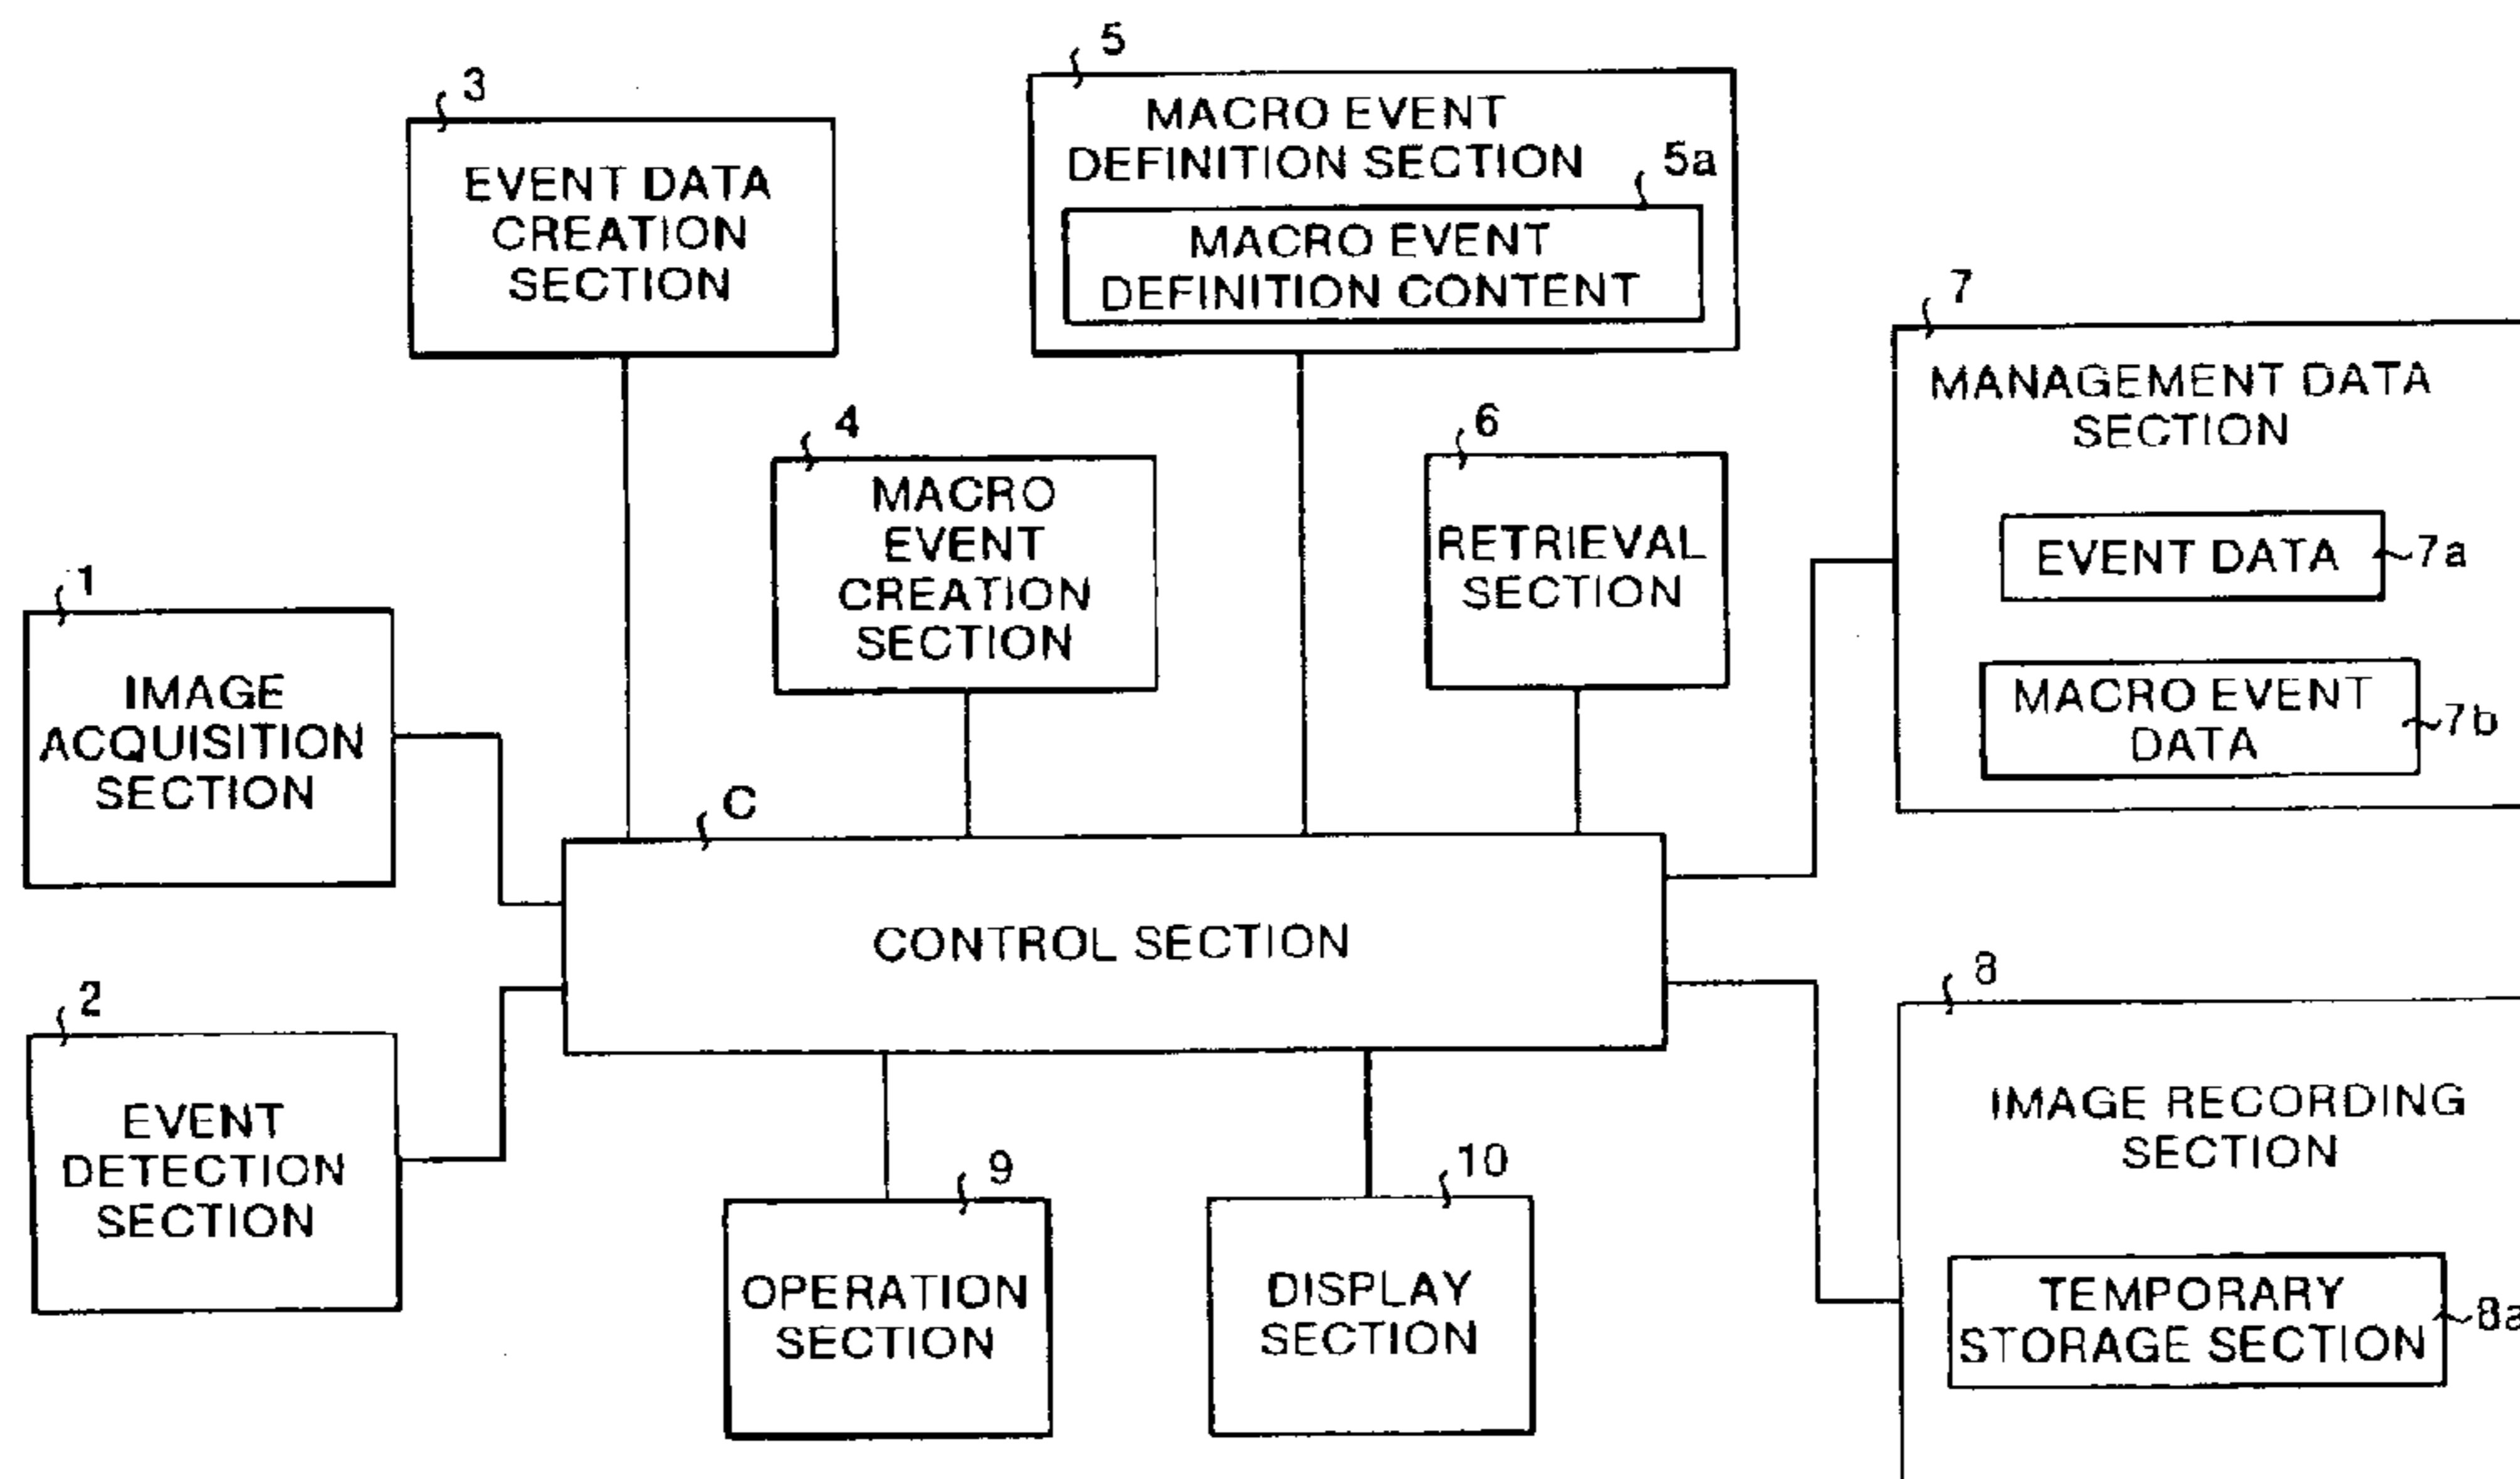 3
EVENT DATA
CREATION
SECTION
5
MACRO EVENT
DEFINITION SECTION
5a
MACRO EVENT
DEFINITION CONTENT
4
MACRO
EVENT
CREATION
SECTION
6
RETRIEVAL
SECTION
7
MANAGEMENT DATA
SECTION
EVENT DATA
7a
MACRO EVENT
DATA
7b
1
IMAGE
ACQUISITION
SECTION
C
CONTROL SECTION
2
EVENT
DETECTION
SECTION
9
OPERATION
SECTION
10
DISPLAY
SECTION
8
IMAGE RECORDING
SECTION
TEMPORARY
STORAGE SECTION
8a